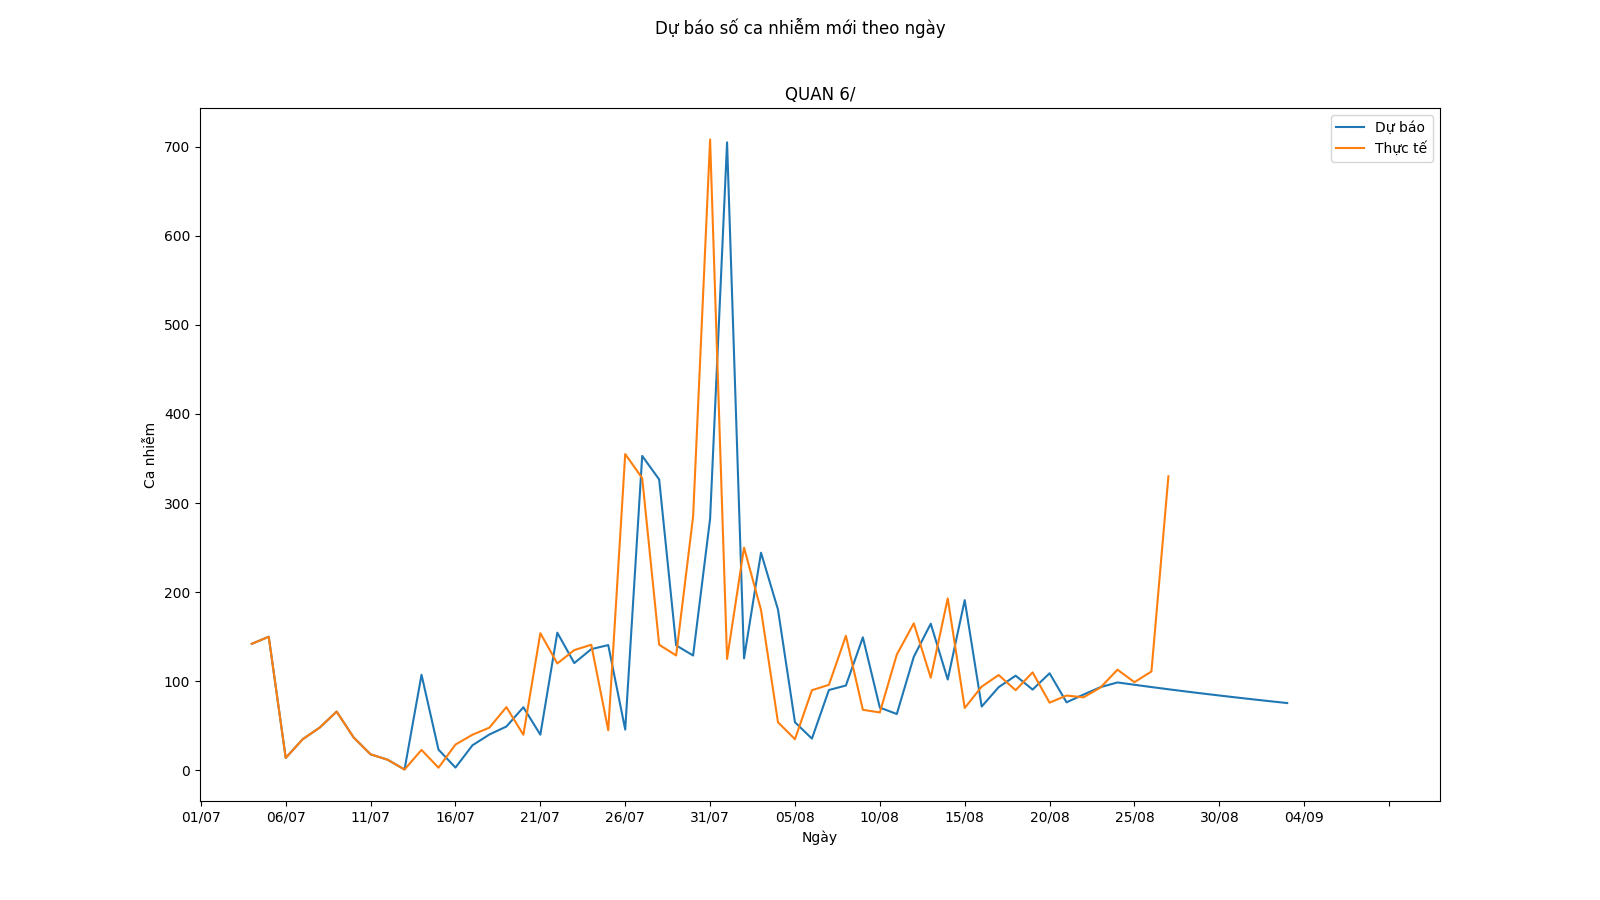 Dự báo số ca nhiễm mới theo ngày
QUAN 6/
Dự báo
Thực tế
700
600
500
400
300
200
100
0
Ca nhiễm
01/07 06/07 11/07 16/07 21/07 26/07 31/07 05/08 10/08 15/08 20/08 25/08 30/08 04/09
Ngày